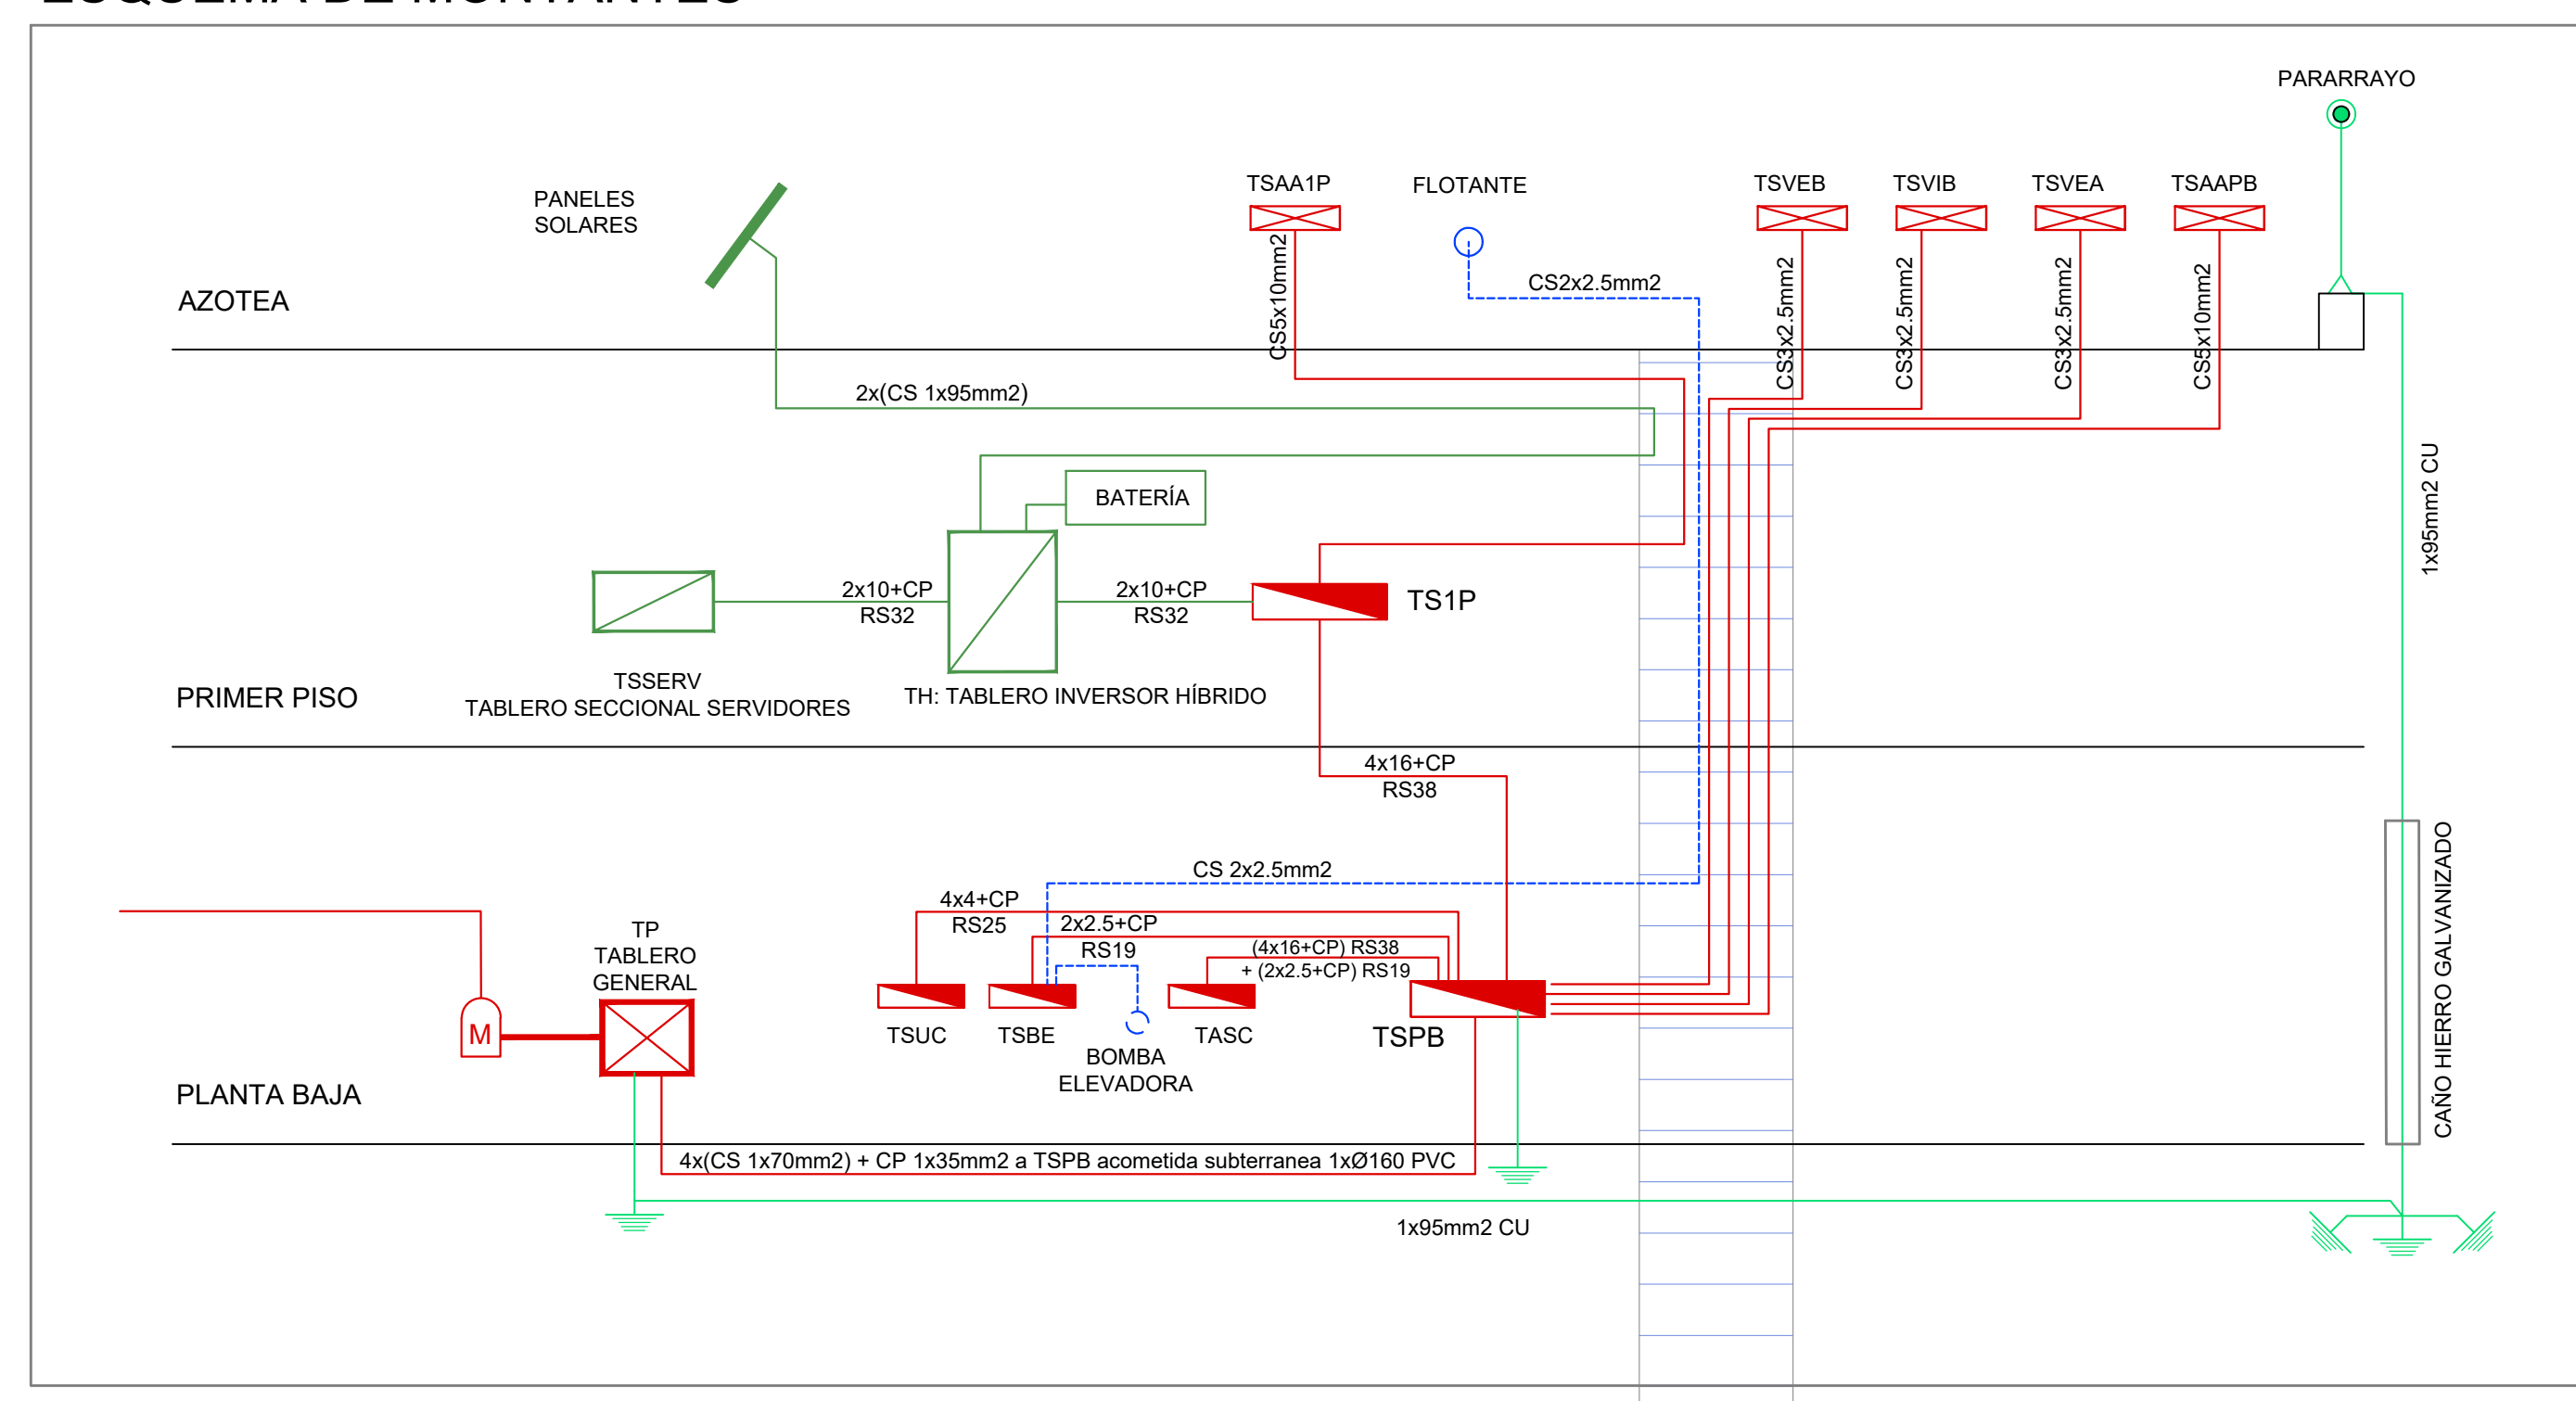 ESQUEMA DE MONTANTES
PARARRAYO
PANELES
SOLARES
TSAA1P
FLOTANTE
TSVEB
TSVIB
TSVEA
TSAAPB
CS5x10mm2
CS2x2.5mm2
CS3x2.5mm2
CS3x2.5mm2
CS3x2.5mm2
CS5x10mm2
AZOTEA
2x(CS 1x95mm2)
1x95mm2 CU
BATERÍA
2x10+CP
RS32
2x10+CP
RS32
TS1P
TSSERV
TABLERO SECCIONAL SERVIDORES
TH: TABLERO INVERSOR HÍBRIDO
PRIMER PISO
4x16+CP
RS38
CS 2x2.5mm2
4x4+CP
RS25
2x2.5+CP
RS19
(4x16+CP) RS38
+ (2x2.5+CP) RS19
TP
TABLERO
GENERAL
M
TSUC
TSBE
BOMBA
ELEVADORA
TASC
TSPB
CAÑO HIERRO GALVANIZADO
PLANTA BAJA
4x(CS 1x70mm2) + CP 1x35mm2 a TSPB acometida subterranea 1xØ160 PVC
1x95mm2 CU